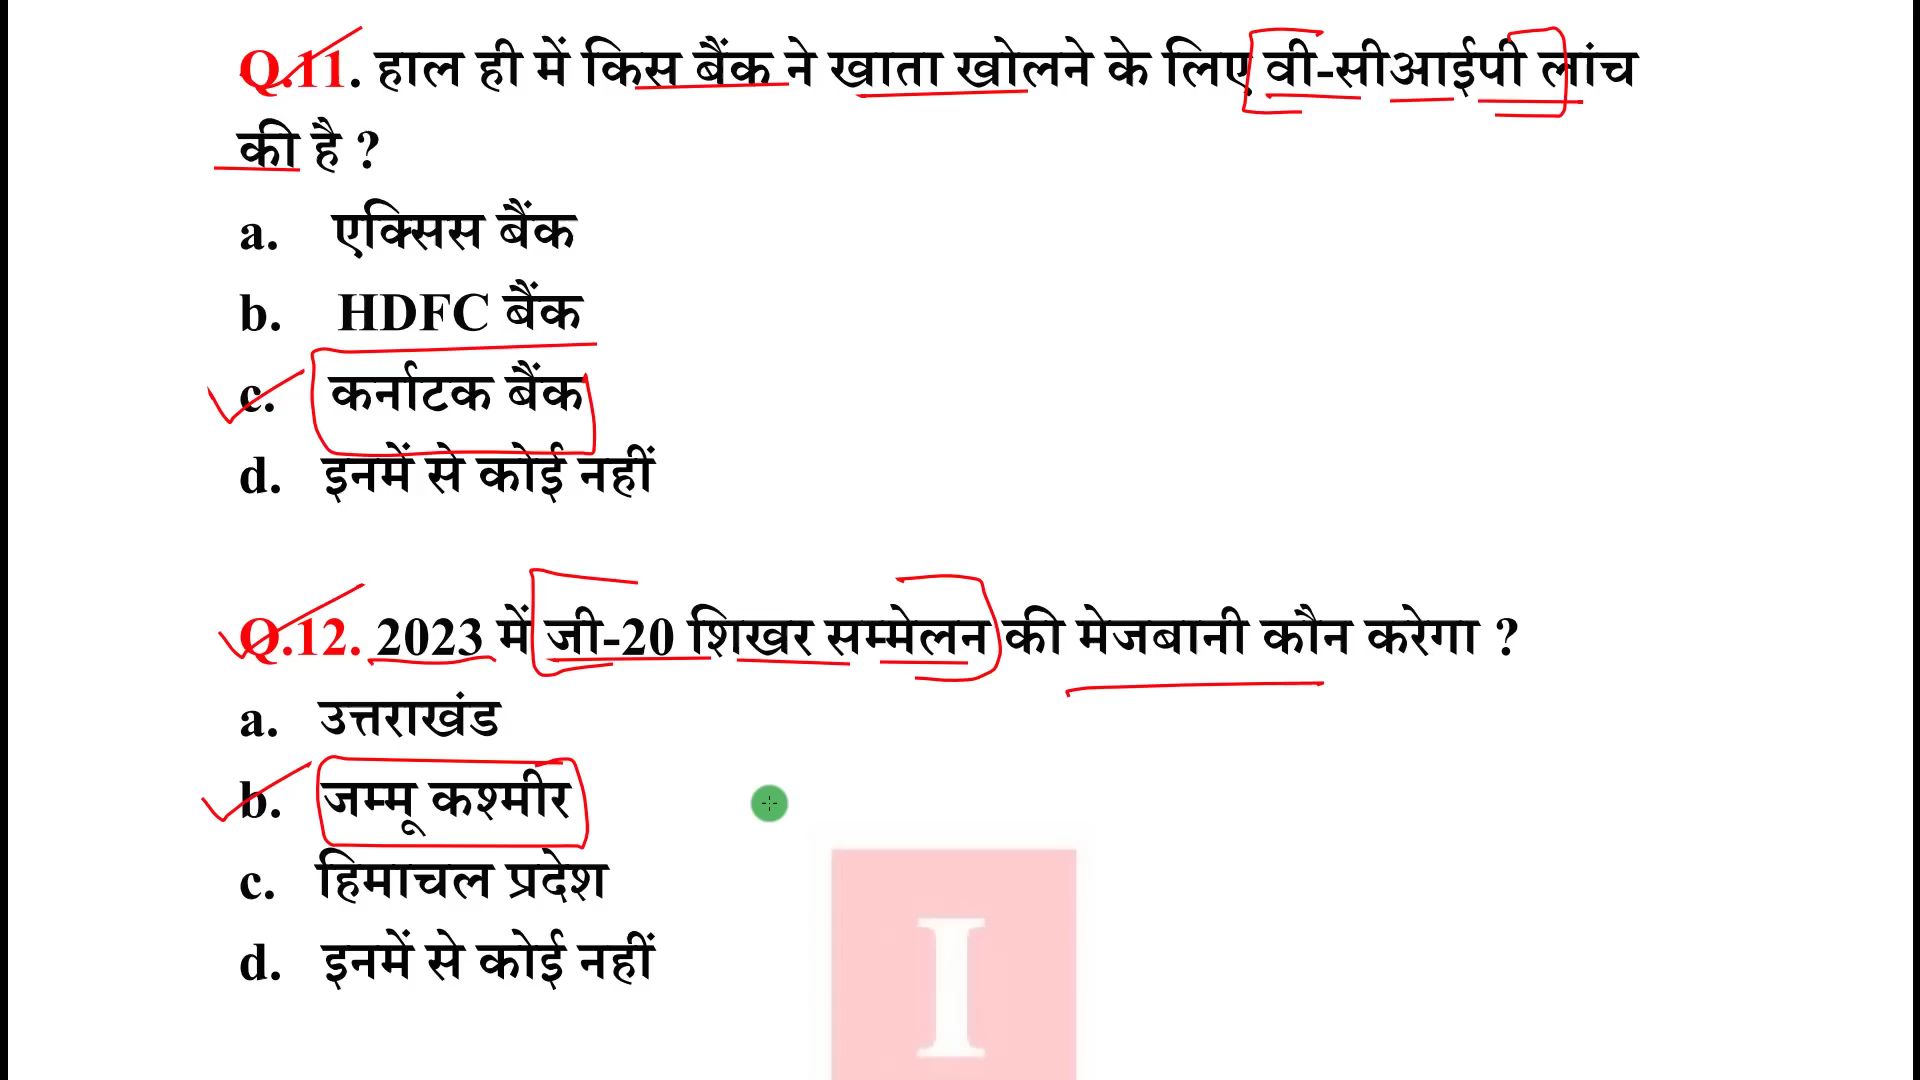 Q.11. हाल ही में किस बैंक ने खाता खोलने के लिए वी-सीआईपी लांच
की है ?
a. एक्सिस बैंक
b. HDFC बैंक
c. कर्नाटक बैंक
d. इनमें से कोई नहीं
Q.12. 2023 में जी-20 शिखर सम्मेलन की मेजबानी कौन करेगा ?
a. उत्तराखंड
b. जम्मू कश्मीर
c. हिमाचल प्रदेश
d. इनमें से कोई नहीं
I